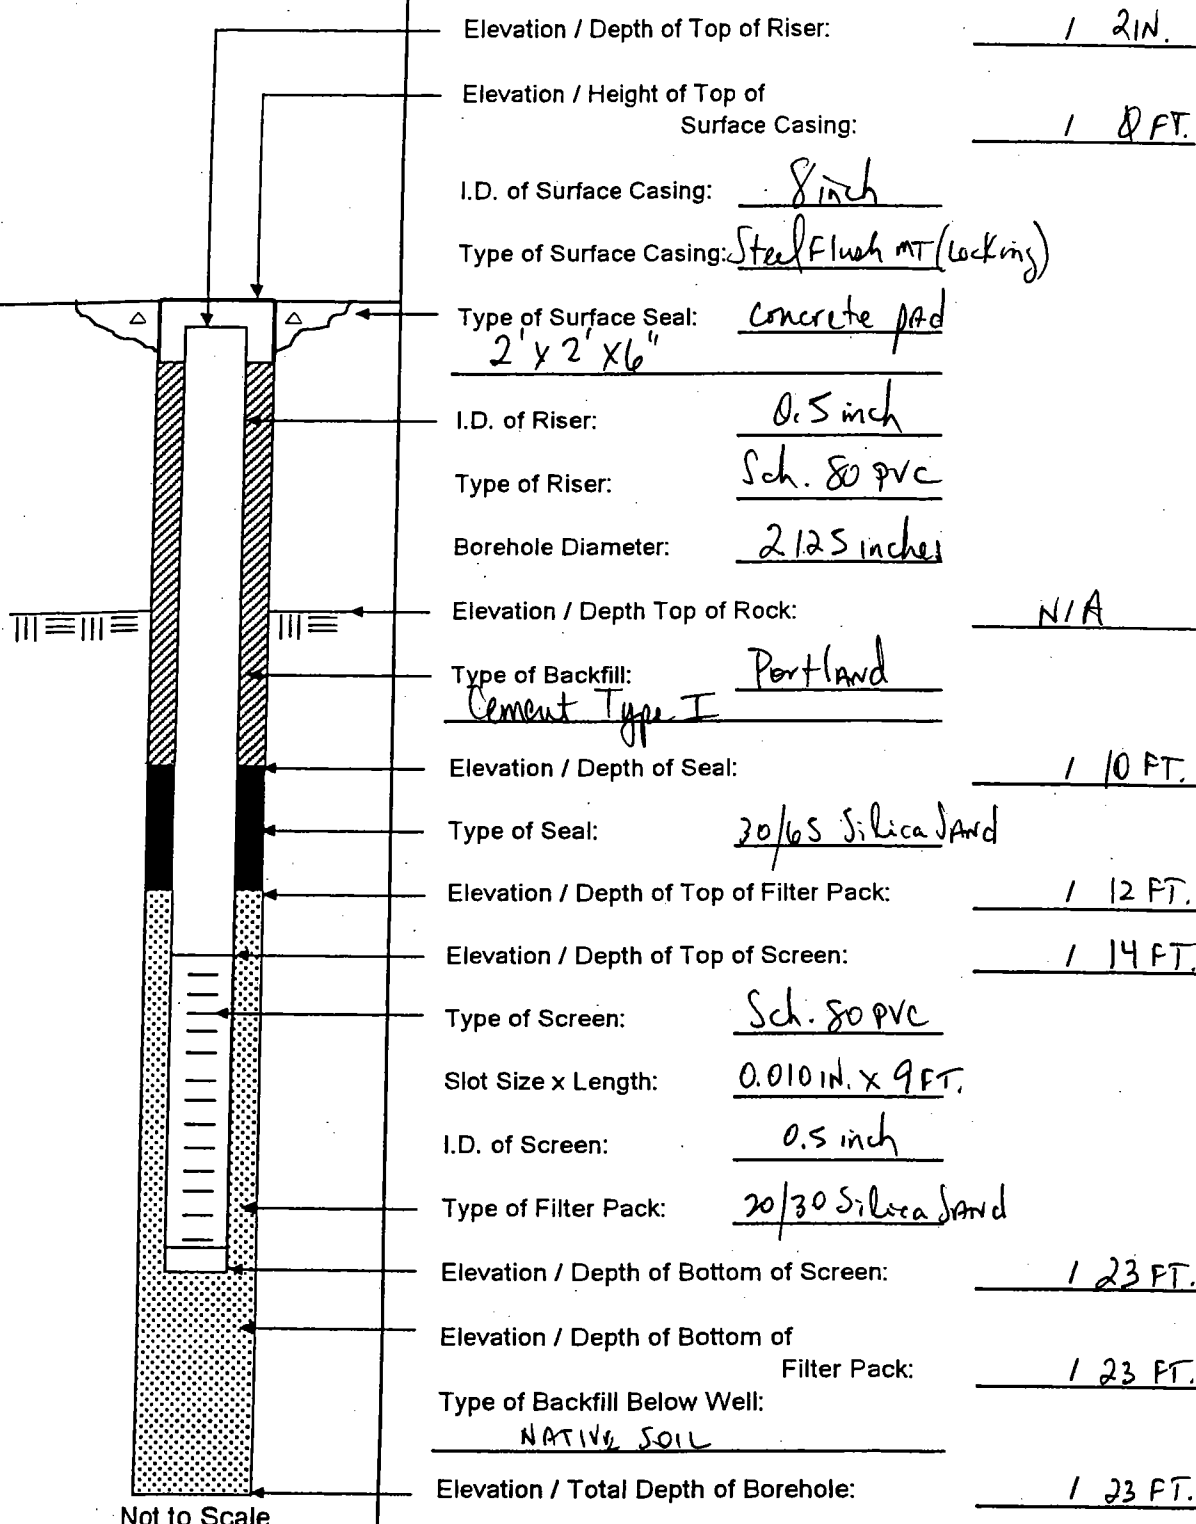 Elevation / Depth of Top of Riser: / 2IN.
Elevation / Height of Top of
Surface Casing: / 0 FT.
I.D. of Surface Casing: 8 inch
Type of Surface Casing: Steel Flush MT (Locking)
Type of Surface Seal: Concrete pAd
2' x 2' x 6"
I.D. of Riser: 0.5 inch
Type of Riser: Sch. 80 PVC
Borehole Diameter: 2.125 inches
Elevation / Depth Top of Rock: N/A
Type of Backfill: PortlANd
Cement Type I
Elevation / Depth of Seal: / 10 FT.
Type of Seal: 30/65 Silica SANd
Elevation / Depth of Top of Filter Pack: / 12 FT.
Elevation / Depth of Top of Screen: / 14 FT.
Type of Screen: Sch. 80 PVC
Slot Size x Length: 0.010 IN. x 9 FT.
I.D. of Screen: 0.5 inch
Type of Filter Pack: 20/30 Silica SANd
Elevation / Depth of Bottom of Screen: / 23 FT.
Elevation / Depth of Bottom of
Filter Pack: / 23 FT.
Type of Backfill Below Well:
NATIVE SOIL
Elevation / Total Depth of Borehole: / 23 FT.
Not to Scale